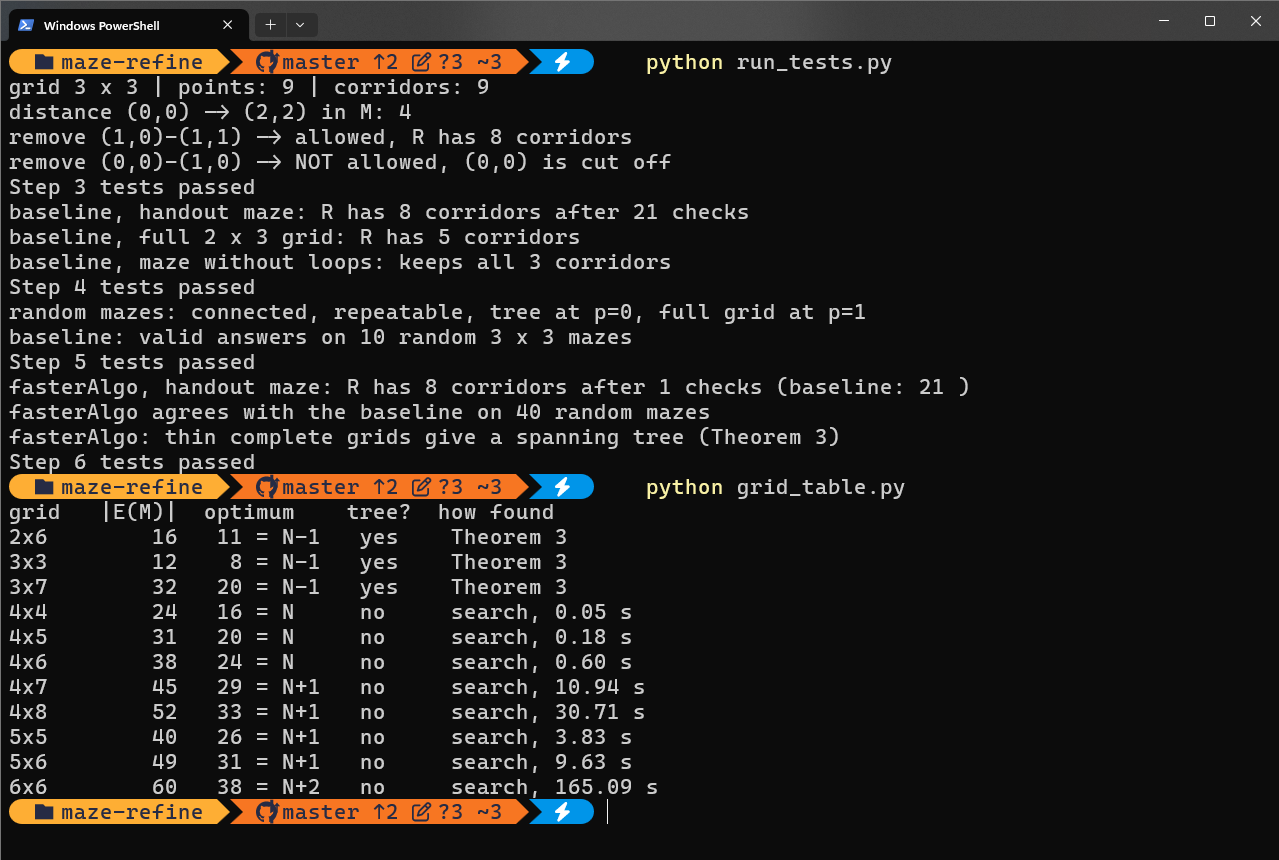 Windows PowerShell
maze-refine master ↑2 ?3 ~3 python run_tests.py
grid 3 x 3 | points: 9 | corridors: 9
distance (0,0) --> (2,2) in M: 4
remove (1,0)-(1,1) --> allowed, R has 8 corridors
remove (0,0)-(1,0) --> NOT allowed, (0,0) is cut off
Step 3 tests passed
baseline, handout maze: R has 8 corridors after 21 checks
baseline, full 2 x 3 grid: R has 5 corridors
baseline, maze without loops: keeps all 3 corridors
Step 4 tests passed
random mazes: connected, repeatable, tree at p=0, full grid at p=1
baseline: valid answers on 10 random 3 x 3 mazes
Step 5 tests passed
fasterAlgo, handout maze: R has 8 corridors after 1 checks (baseline: 21 )
fasterAlgo agrees with the baseline on 40 random mazes
fasterAlgo: thin complete grids give a spanning tree (Theorem 3)
Step 6 tests passed
maze-refine master ↑2 ?3 ~3 python grid_table.py
grid |E(M)| optimum tree? how found
2x6 16 11 = N-1 yes Theorem 3
3x3 12 8 = N-1 yes Theorem 3
3x7 32 20 = N-1 yes Theorem 3
4x4 24 16 = N no search, 0.05 s
4x5 31 20 = N no search, 0.18 s
4x6 38 24 = N no search, 0.60 s
4x7 45 29 = N+1 no search, 10.94 s
4x8 52 33 = N+1 no search, 30.71 s
5x5 40 26 = N+1 no search, 3.83 s
5x6 49 31 = N+1 no search, 9.63 s
6x6 60 38 = N+2 no search, 165.09 s
maze-refine master ↑2 ?3 ~3